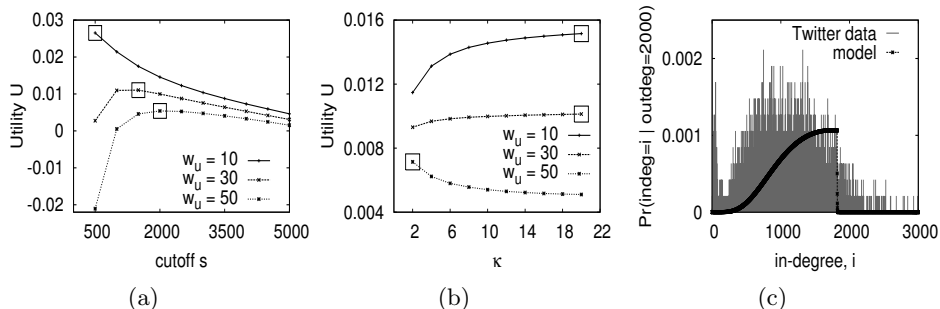 0.03
0.02
0.01
0
-0.01
-0.02
Utility U
w_u = 10
w_u = 30
w_u = 50
500 2000 3000 4000 5000
cutoff s
(a)
0.016
0.012
0.008
0.004
Utility U
w_u = 10
w_u = 30
w_u = 50
2 6 10 14 18 22
κ
(b)
Twitter data
model
0.002
0.001
0
Pr(indeg=i | outdeg=2000)
0 1000 2000 3000
in-degree, i
(c)